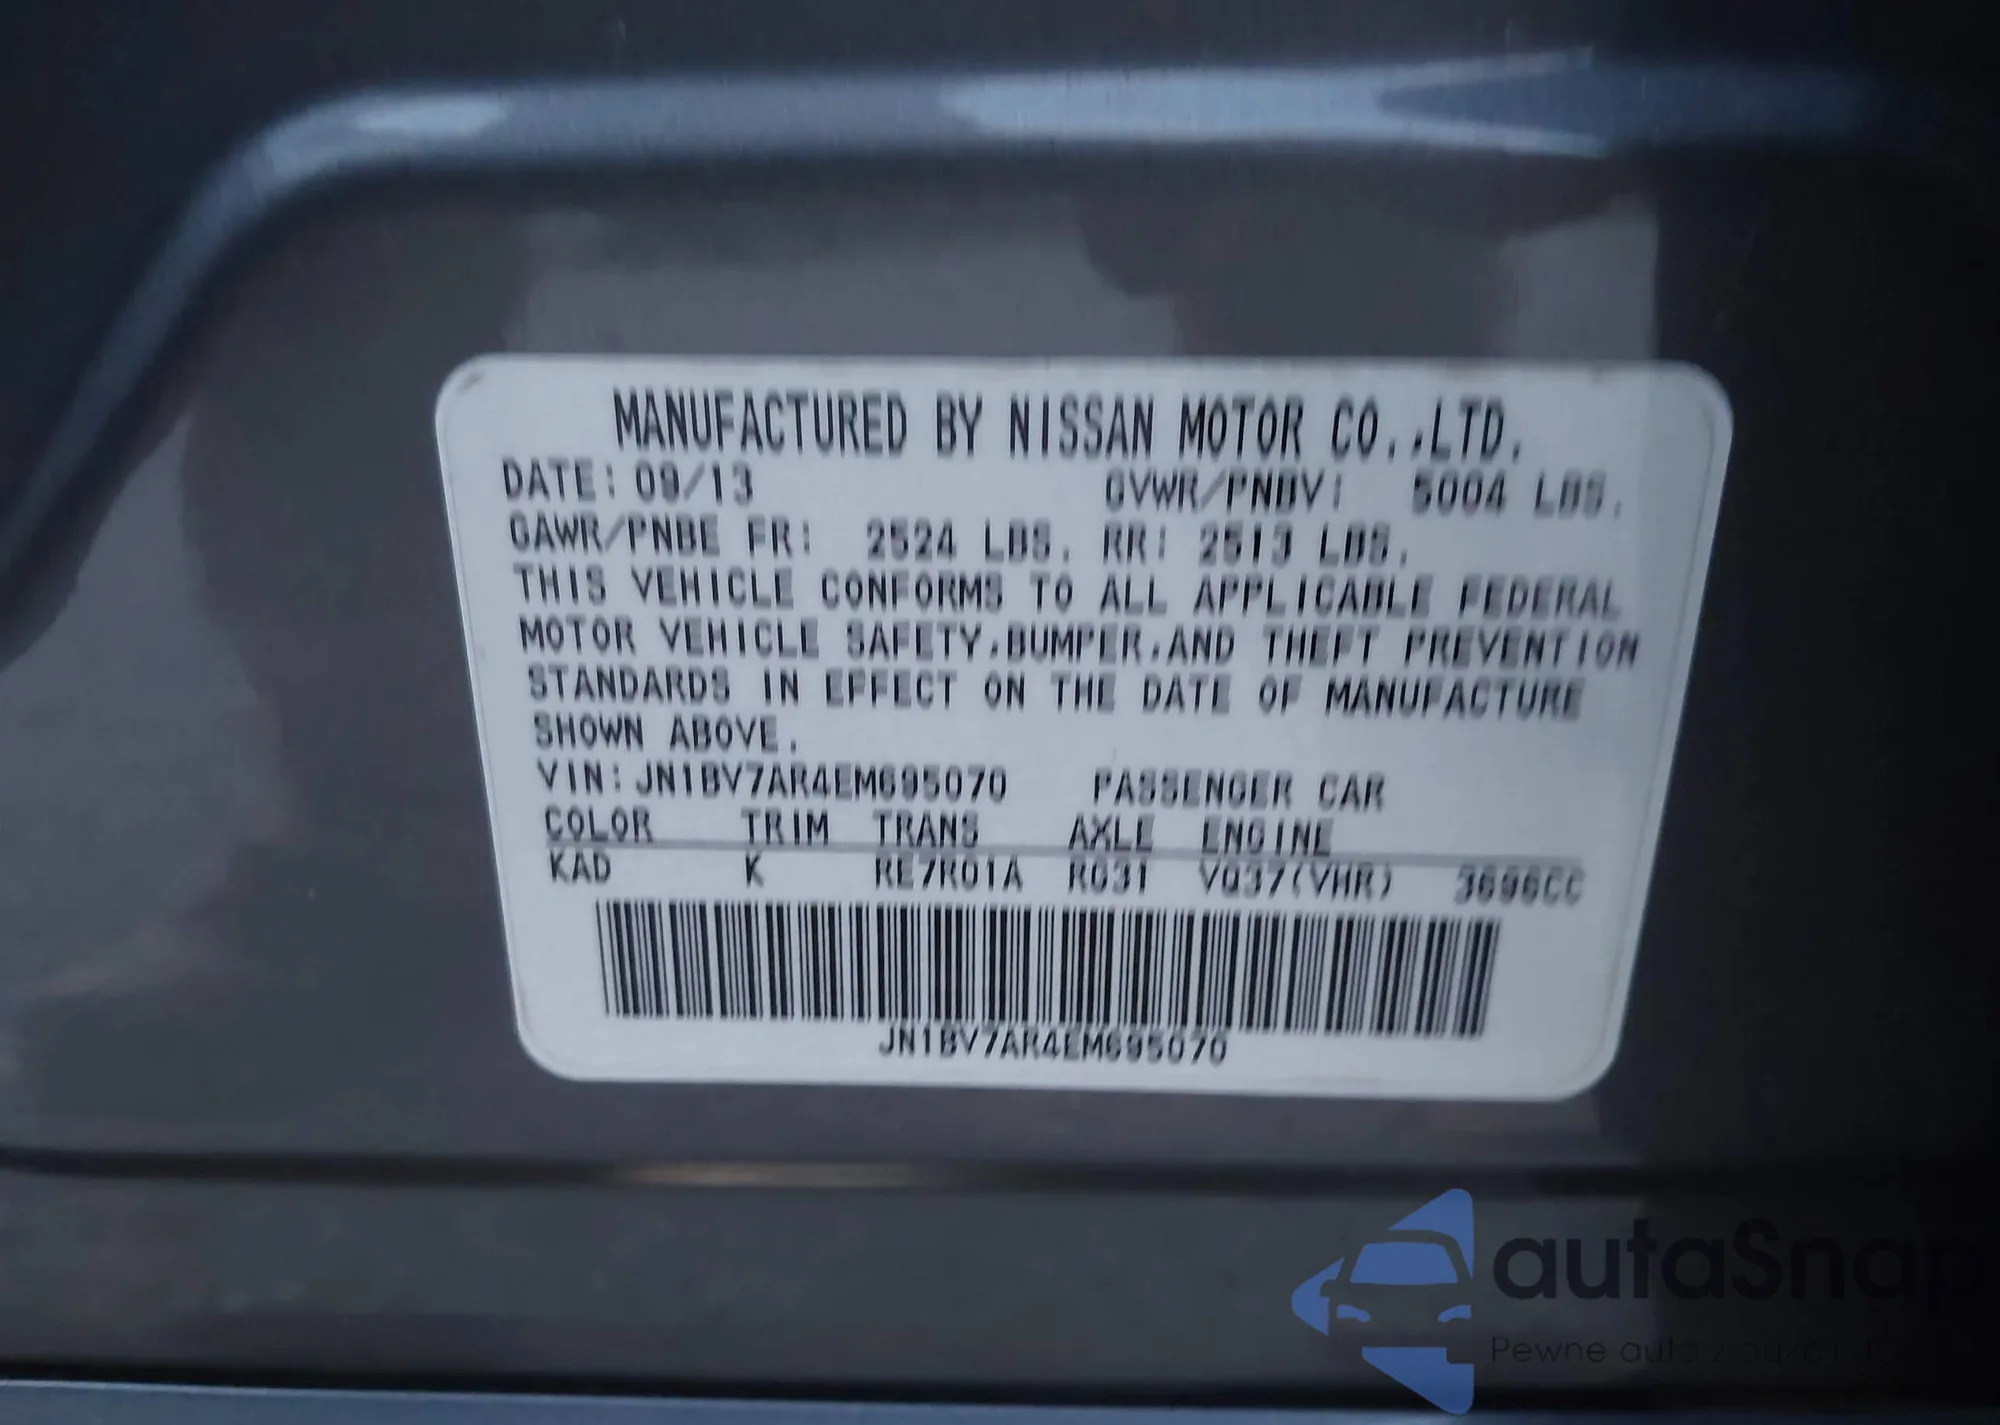 MANUFACTURED BY NISSAN MOTOR CO.,LTD.
DATE: 09/13 GVWR/PNBV: 5004 LBS.
GAWR/PNBE FR: 2524 LBS. RR: 2513 LBS.
THIS VEHICLE CONFORMS TO ALL APPLICABLE FEDERAL
MOTOR VEHICLE SAFETY,BUMPER,AND THEFT PREVENTION
STANDARDS IN EFFECT ON THE DATE OF MANUFACTURE
SHOWN ABOVE.
VIN: JN1BV7AR4EM695070 PASSENGER CAR
COLOR TRIM TRANS AXLE ENGINE
KAD K RE7R01A RG31 VQ37(VHR) 3696CC
JN1BV7AR4EM695070
autaSnap
Pewne auto z